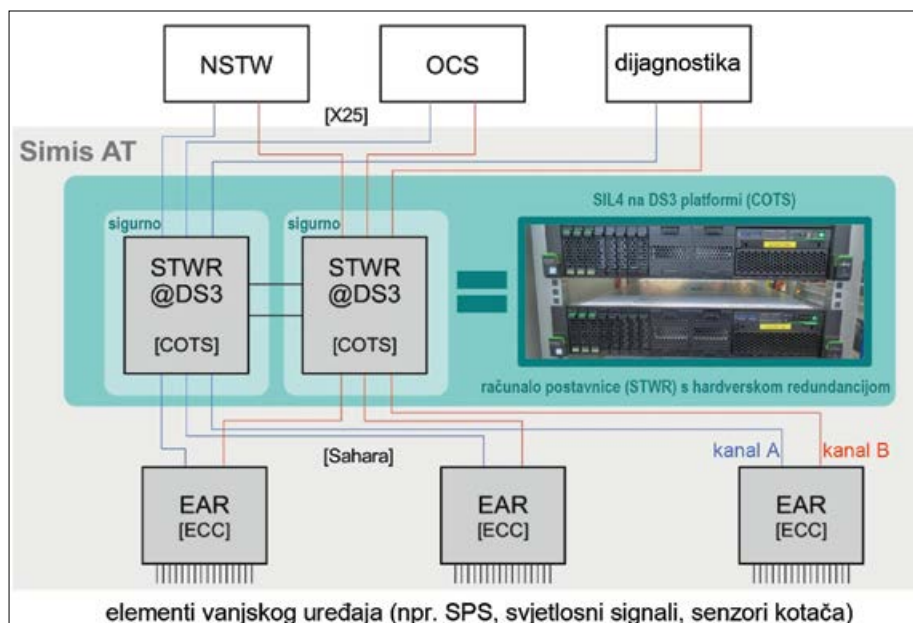 NSTW
OCS
dijagnostika
[X25]
Simis AT
SIL4 na DS3 platformi (COTS)
sigurno
sigurno
STWR
@DS3
[COTS]
STWR
@DS3
[COTS]
računalo postavnice (STWR) s hardverskom redundancijom
[Sahara]
kanal A
kanal B
EAR
[ECC]
EAR
[ECC]
EAR
[ECC]
elementi vanjskog uređaja (npr. SPS, svjetlosni signali, senzori kotača)